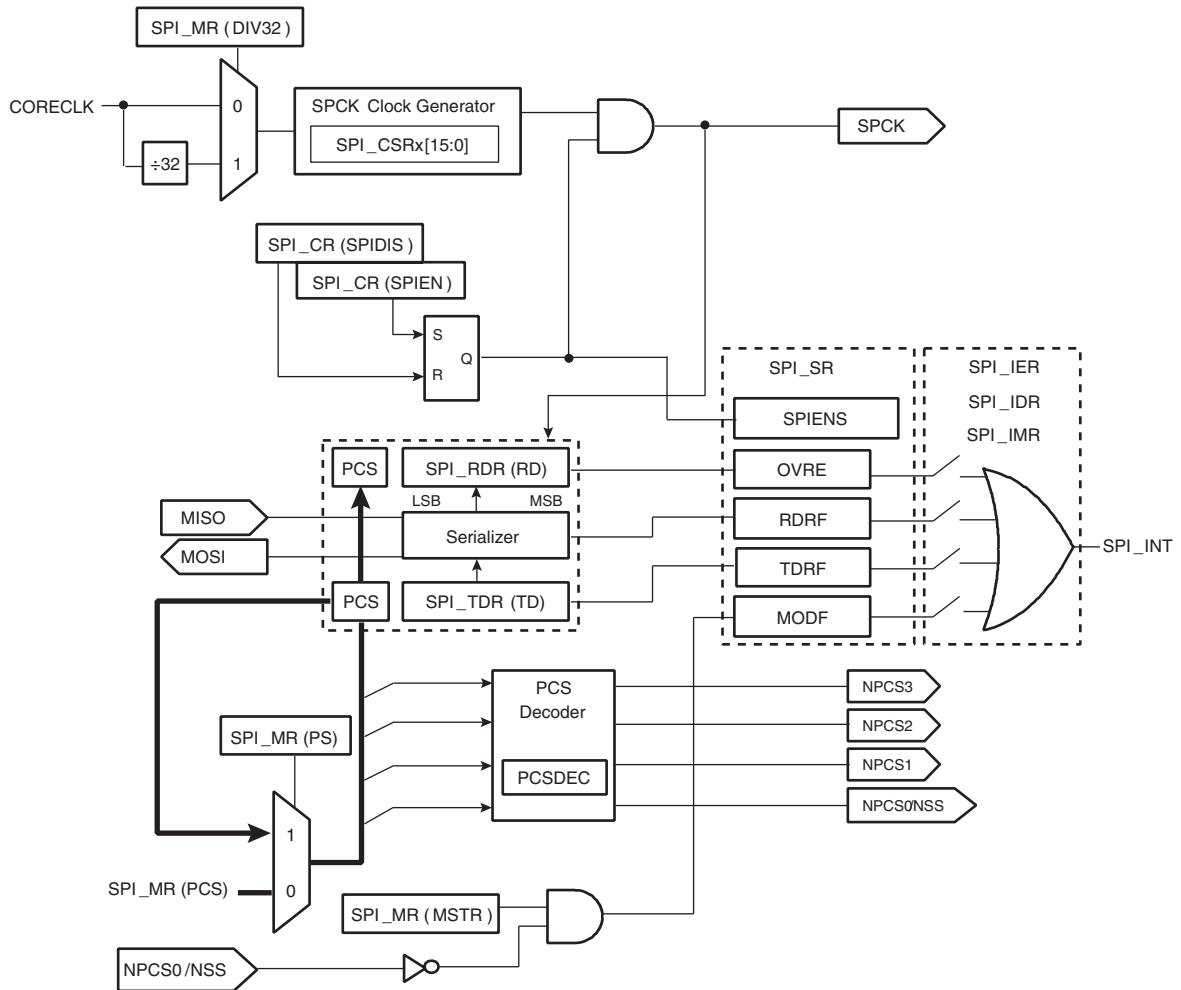 SPI_MR (DIV32)
CORECLK
0
SPCK Clock Generator
SPI_CSRx[15:0]
SPCK
÷32
1
SPI_CR (SPIDIS)
SPI_CR (SPIEN)
S
Q
R
SPI_SR
SPI_IER
SPI_IDR
SPI_IMR
SPIENS
PCS
SPI_RDR (RD)
OVRE
LSB
MSB
MISO
Serializer
RDRF
MOSI
SPI_INT
TDRF
PCS
SPI_TDR (TD)
MODF
PCS
Decoder
NPCS3
NPCS2
SPI_MR (PS)
PCSDEC
NPCS1
NPCS0/NSS
1
SPI_MR (PCS)
0
SPI_MR (MSTR)
NPCS0/NSS